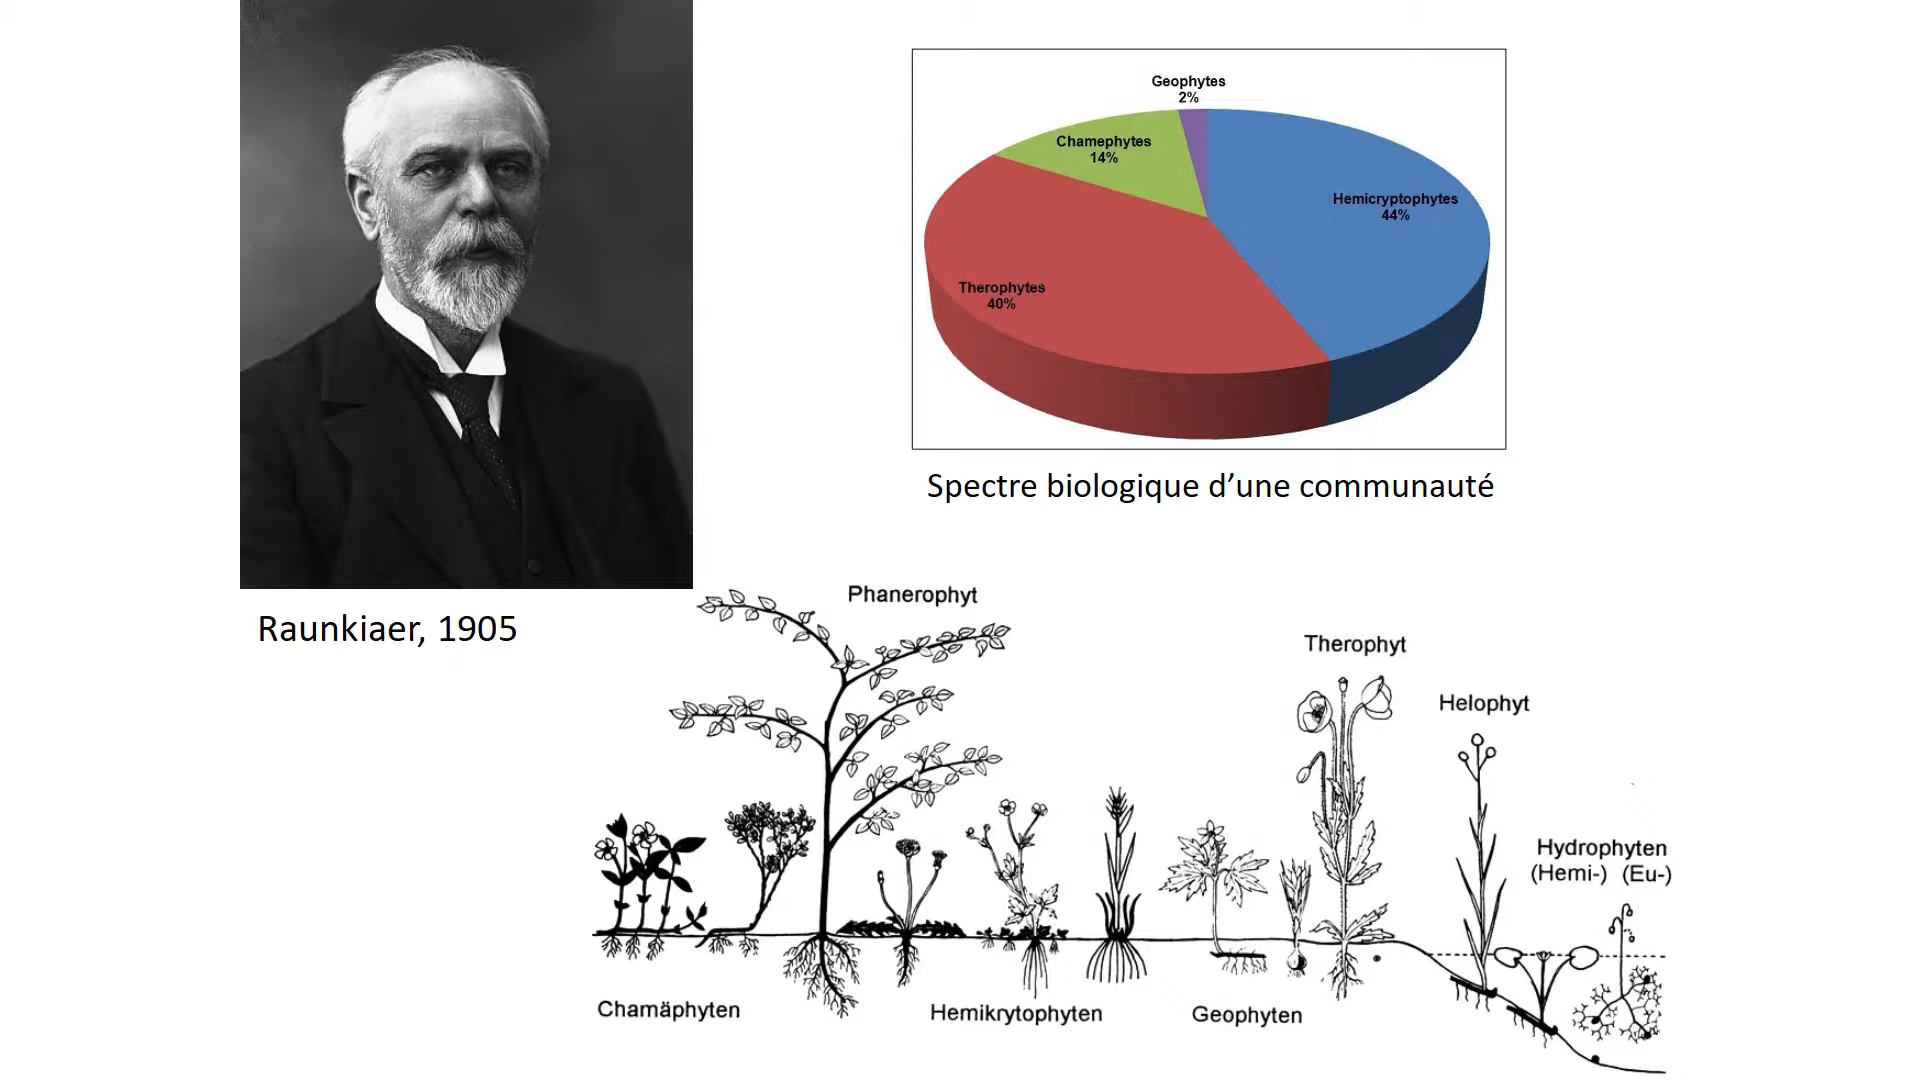 Geophytes
2%
Chamephytes
14%
Hemicryptophytes
44%
Therophytes
40%
Spectre biologique d’une communauté
Raunkiaer, 1905
Phanerophyt
Therophyt
Helophyt
Hydrophyten
(Hemi-) (Eu-)
Chamäphyten
Hemikrytophyten
Geophyten